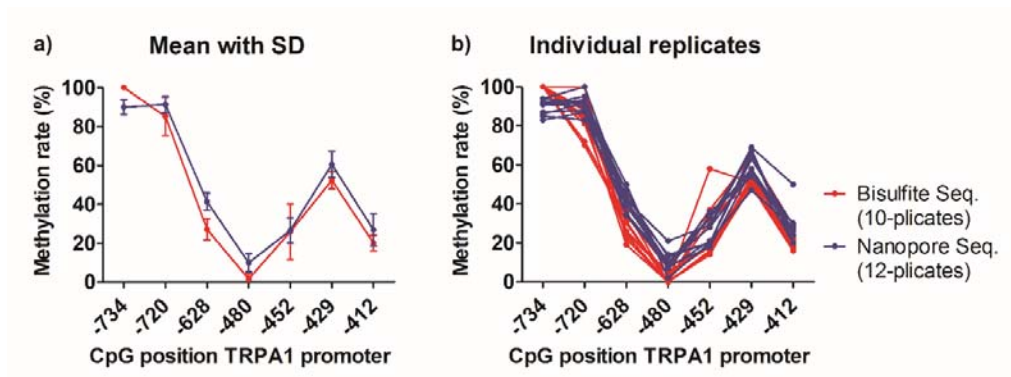 a)
Mean with SD
Methylation rate (%)
100
80
60
40
20
0
-734
-720
-628
-480
-452
-429
-412
CpG position TRPA1 promoter
b)
Individual replicates
Methylation rate (%)
100
80
60
40
20
0
-734
-720
-628
-480
-452
-429
-412
CpG position TRPA1 promoter
Bisulfite Seq.
(10-plicates)
Nanopore Seq.
(12-plicates)